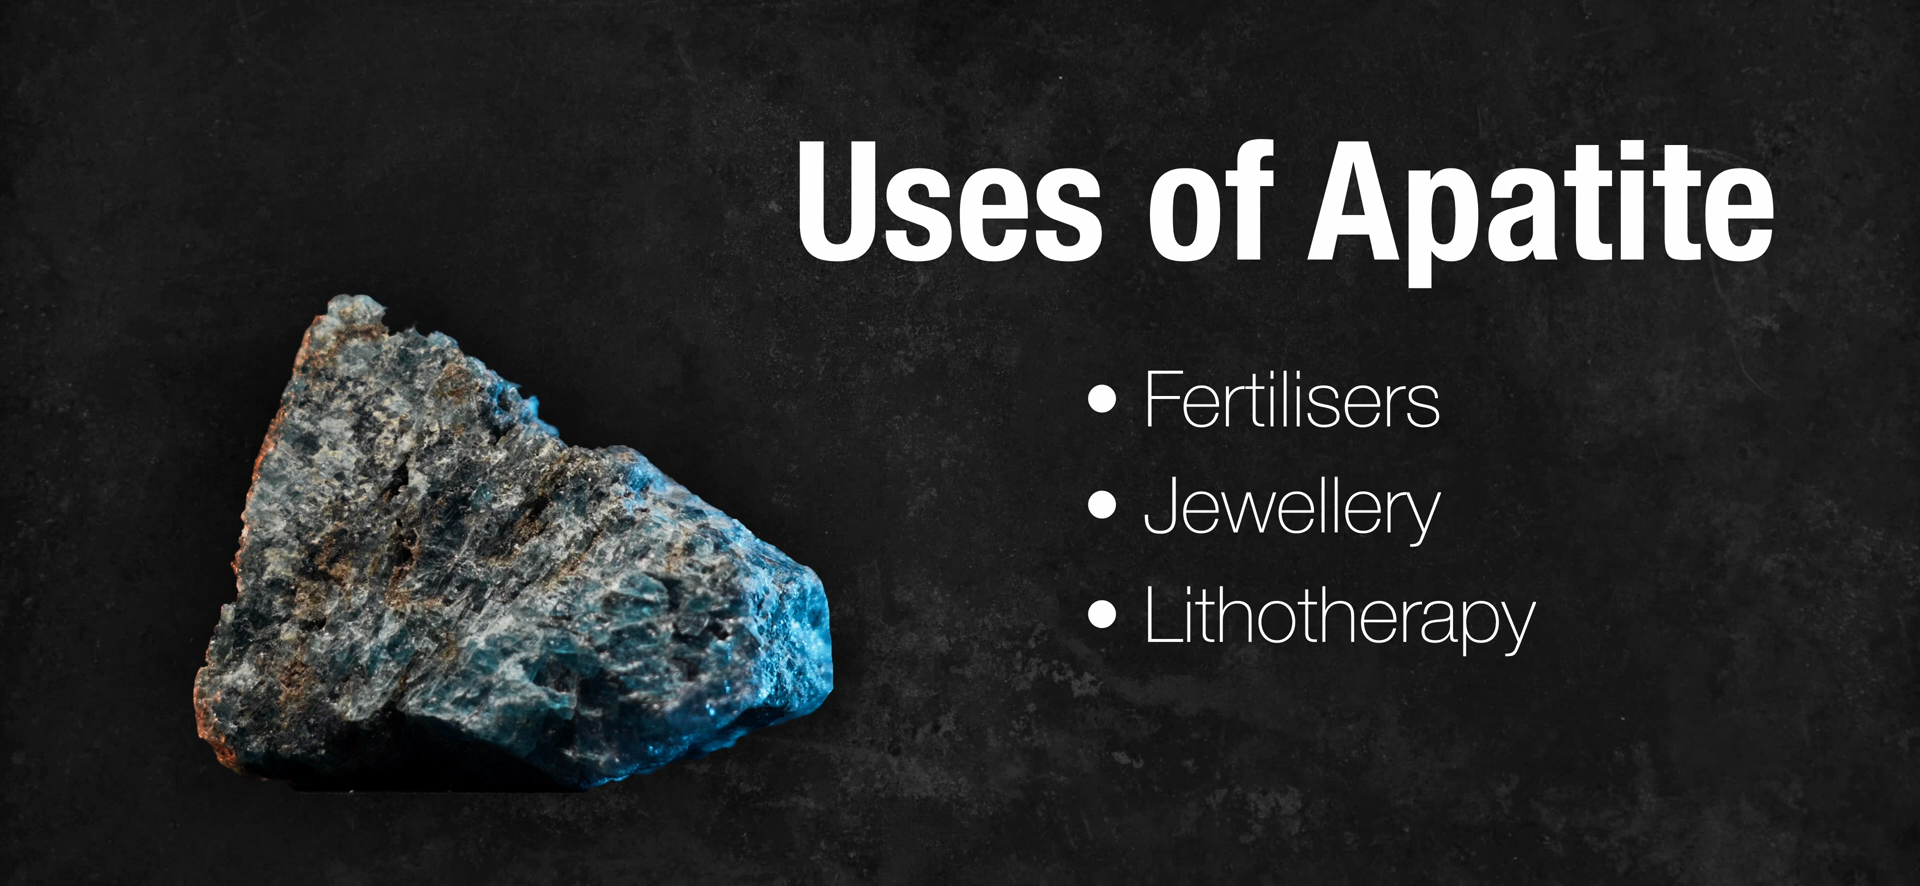 Uses of Apatite
• Fertilisers
• Jewellery
• Lithotherapy